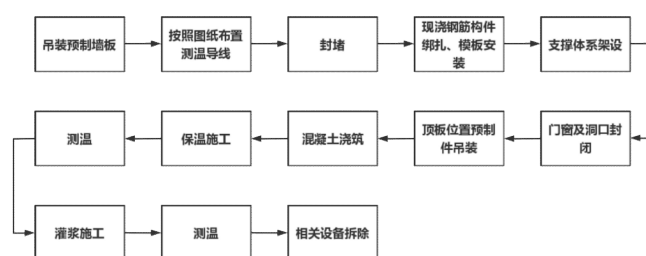 吊装预制墙板
按照图纸布置
测温导线
封堵
现浇钢筋构件
绑扎、模板安
装
支撑体系架设
门窗及洞口封
闭
顶板位置预制
件吊装
混凝土浇筑
保温施工
测温
灌浆施工
测温
相关设备拆除